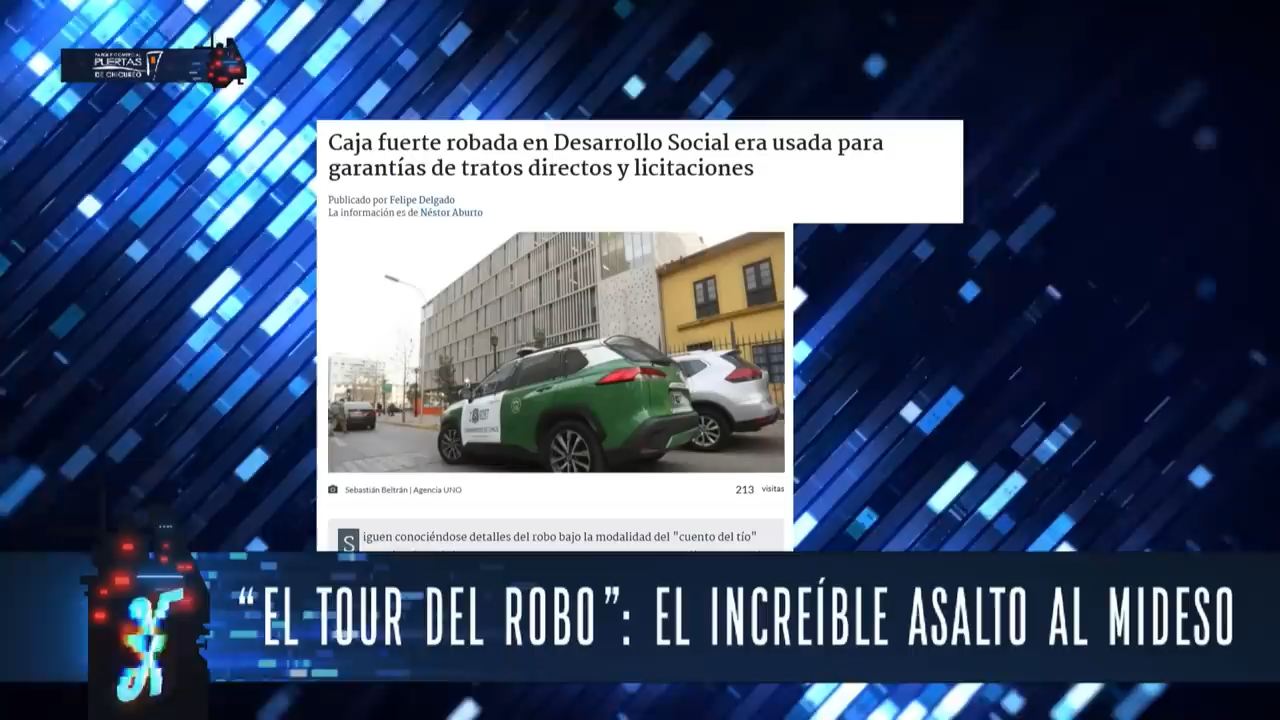 PUERTAS
DE CHICUREO
Caja fuerte robada en Desarrollo Social era usada para
garantías de tratos directos y licitaciones
Publicado por Felipe Delgado
La información es de Néstor Aburto
Sebastián Beltrán | Agencia UNO
213 visitas
Siguen conociéndose detalles del robo bajo la modalidad del "cuento del tío"
“EL TOUR DEL ROBO”: EL INCREÍBLE ASALTO AL MIDESO